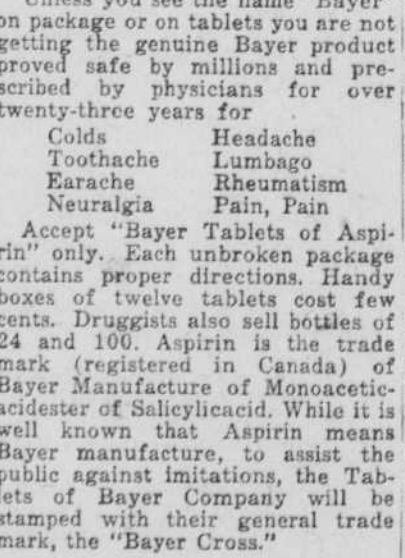 Unless you see the name "Bayer"
on package or on tablets you are not
getting the genuine Bayer product
proved safe by millions and pre-
scribed by physicians for over
twenty-three years for
Colds Headache
Toothache Lumbago
Earache Rheumatism
Neuralgia Pain, Pain
Accept "Bayer Tablets of Aspi-
rin" only. Each unbroken package
contains proper directions. Handy
boxes of twelve tablets cost few
cents. Druggists also sell bottles of
24 and 100. Aspirin is the trade
mark (registered in Canada) of
Bayer Manufacture of Monoacetic-
acidester of Salicylicacid. While it is
well known that Aspirin means
Bayer manufacture, to assist the
public against imitations, the Tab-
lets of Bayer Company will be
stamped with their general trade
mark, the "Bayer Cross."